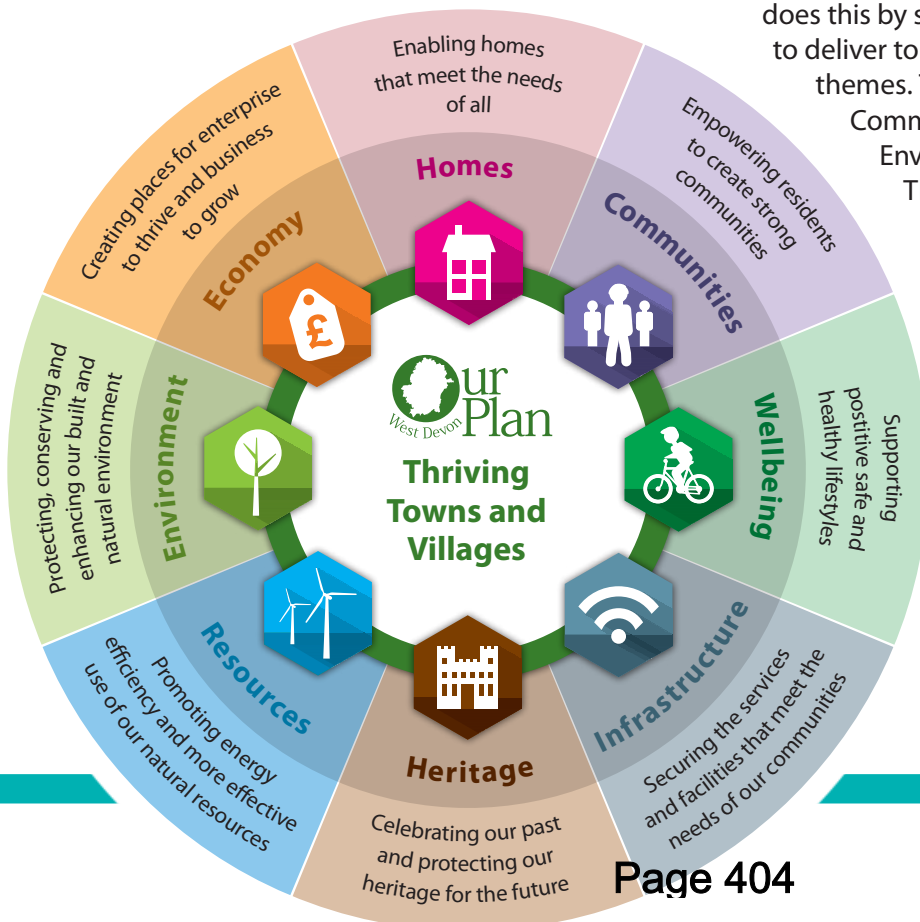 does this by s
to deliver to
themes.
Comm
Env
T
Enabling homes
that meet the needs
of all
Homes
Empowering residents
to create strong
communities
Communities
Supporting
postitive safe and
healthy lifestyles
Wellbeing
Securing the services
and facilities that meet the
needs of our communities
Infrastructure
Celebrating our past
and protecting our
heritage for the future
Heritage
Promoting energy
efficiency and more effective
use of our natural resources
Resources
Protecting, conserving and
enhancing our built and
natural environment
Environment
Creating places for enterprise
to thrive and business
to grow
Economy
£
Our
Plan
West Devon
Thriving
Towns and
Villages
Page 404